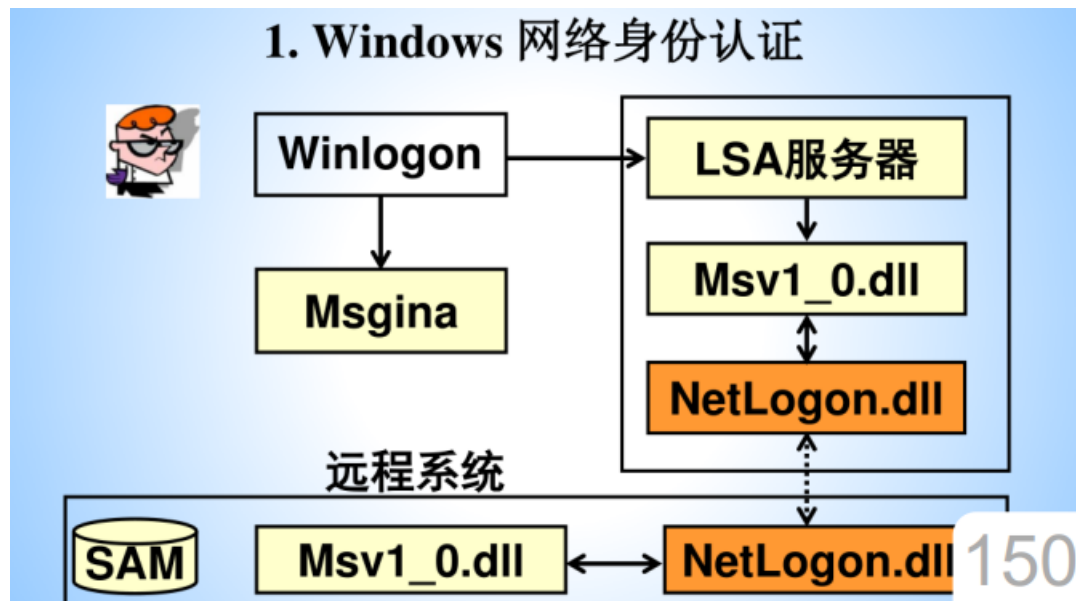 1. Windows 网络身份认证
Winlogon
LSA服务器
Msgina
Msv1_0.dll
NetLogon.dll
远程系统
SAM
Msv1_0.dll
NetLogon.dll
150